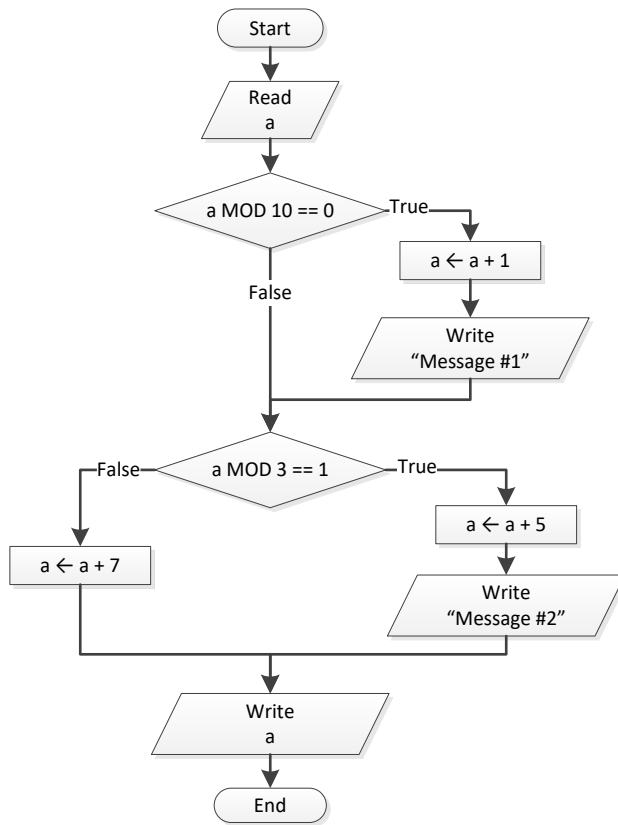 Start
Read
a
a MOD 10 == 0
True
a ← a + 1
False
Write
“Message #1”
a MOD 3 == 1
False
True
a ← a + 5
a ← a + 7
Write
“Message #2”
Write
a
End